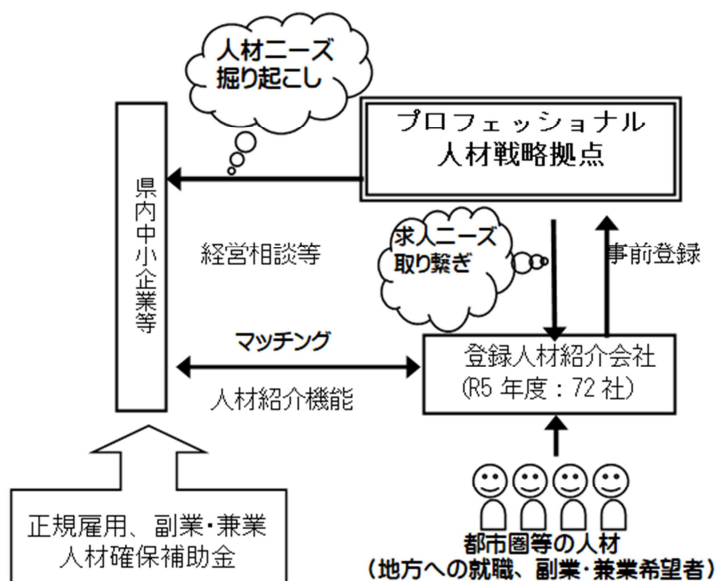 人材ニーズ
掘り起こし
プロフェッショナル
人材戦略拠点
県内中小企業等
経営相談等
求人ニーズ
取り繋ぎ
事前登録
マッチング
人材紹介機能
登録人材紹介会社
(R5 年度：72 社)
正規雇用、副業・兼業
人材確保補助金
都市圏等の人材
（地方への就職、副業・兼業希望者）